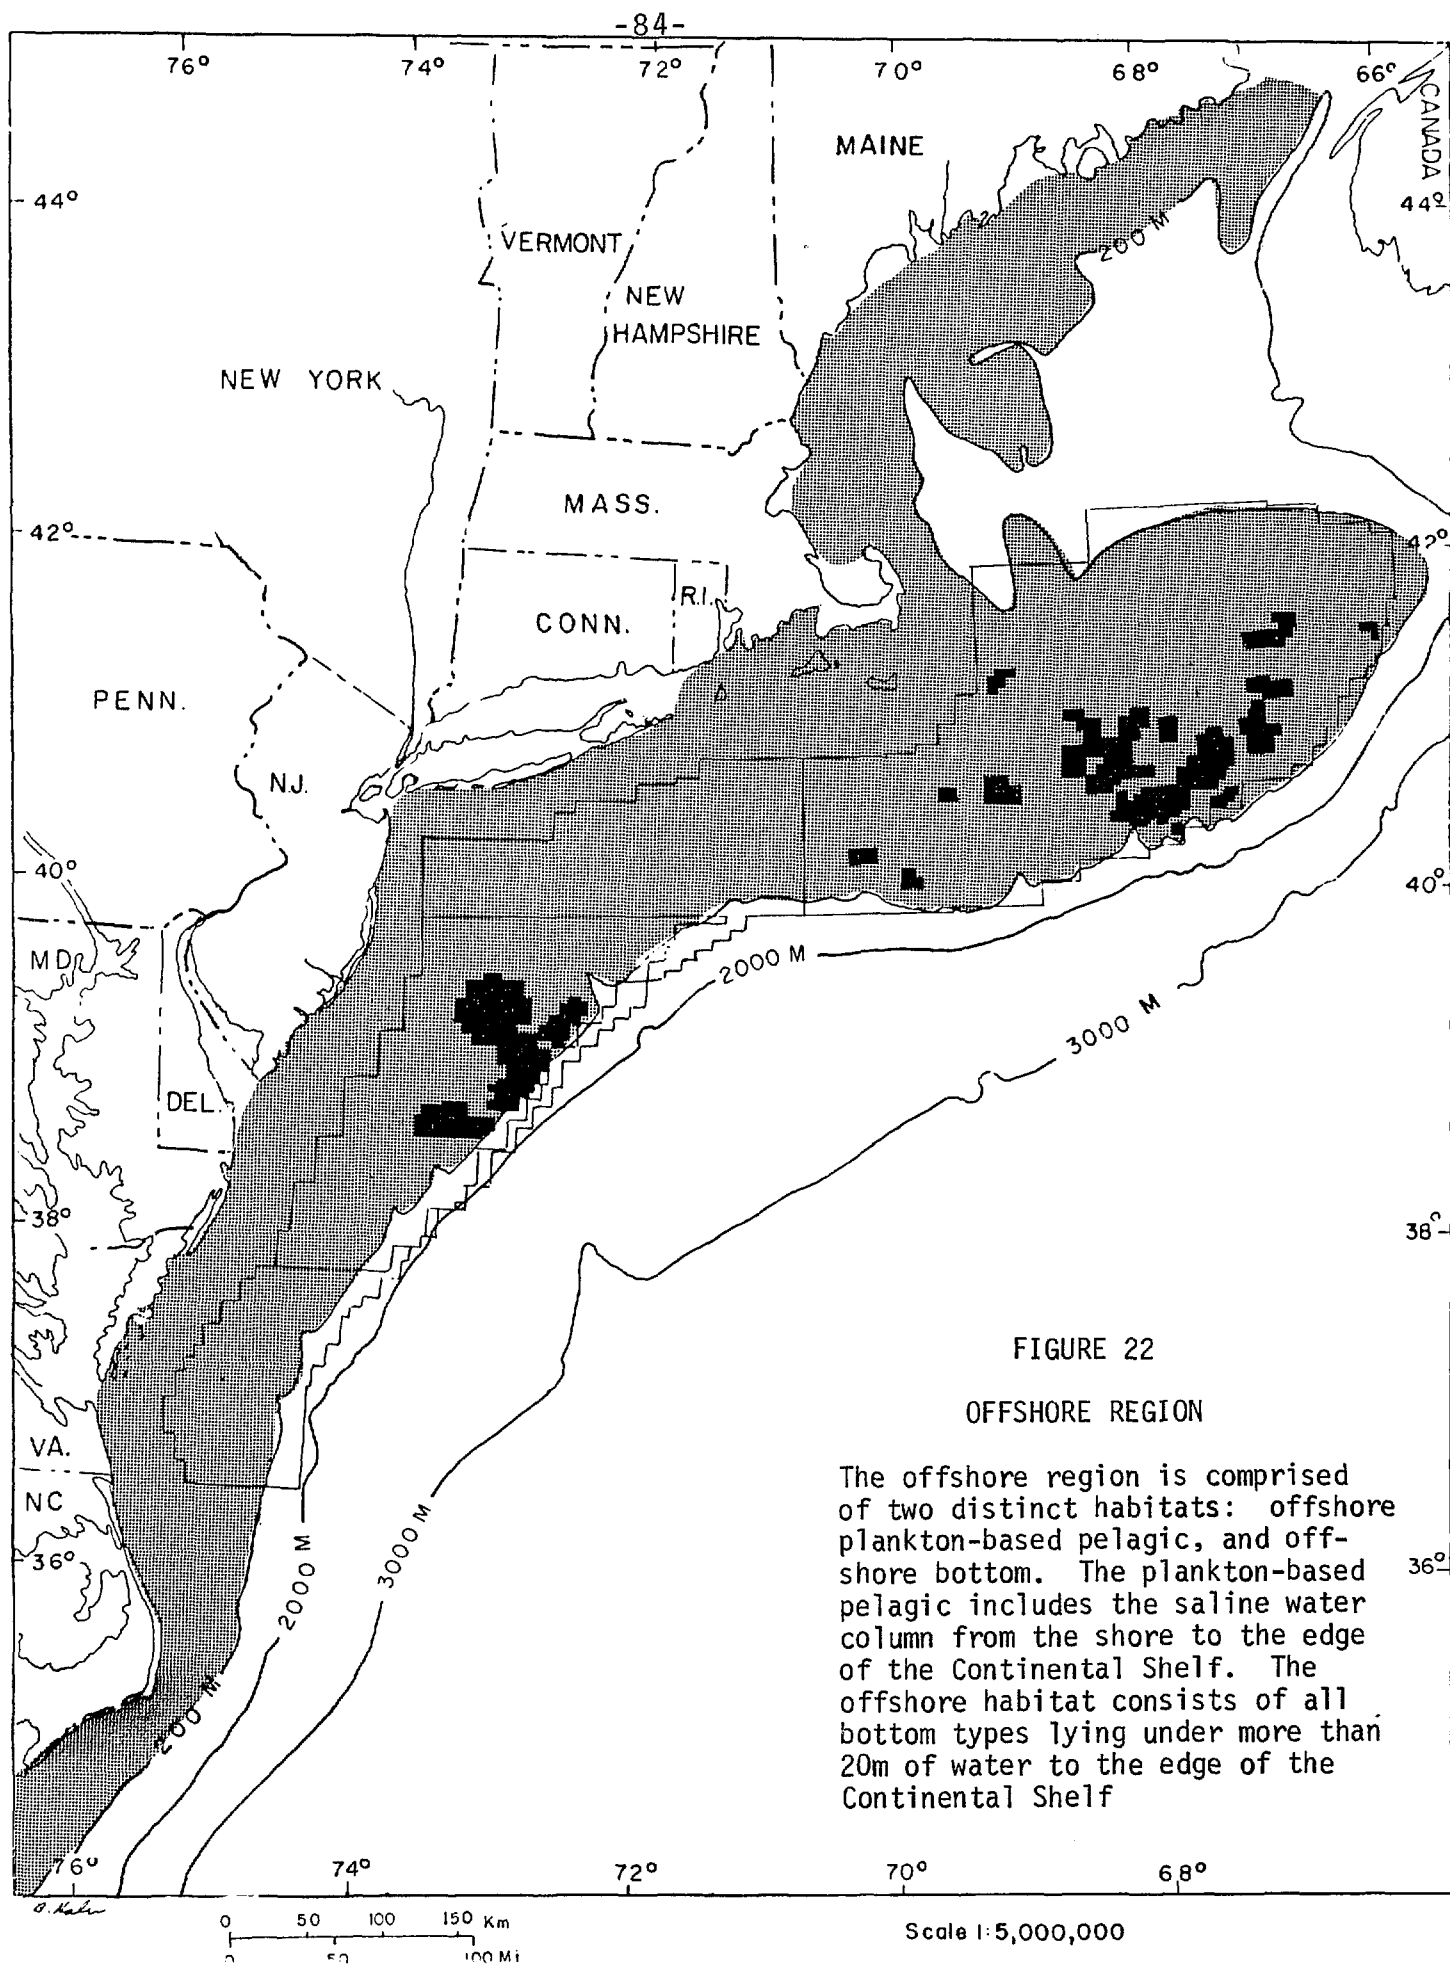 -84-
76° 74° 72° 70° 68° 66°
CANADA
MAINE
44° 44°
200 M
VERMONT
NEW
HAMPSHIRE
NEW YORK
MASS.
42° 42°
R.I.
CONN.
PENN.
N.J.
40° 40°
MD.
2000 M
3000 M
DEL.
38° 38°
FIGURE 22
OFFSHORE REGION
VA.
NC
The offshore region is comprised
of two distinct habitats: offshore
plankton-based pelagic, and off-
shore bottom. The plankton-based
pelagic includes the saline water
column from the shore to the edge
of the Continental Shelf. The
offshore habitat consists of all
bottom types lying under more than
20m of water to the edge of the
Continental Shelf
36° 36°
2000 M
3000 M
200 M
76° 74° 72° 70° 68°
0 50 100 150 Km
0 50 100 Mi
Scale 1:5,000,000